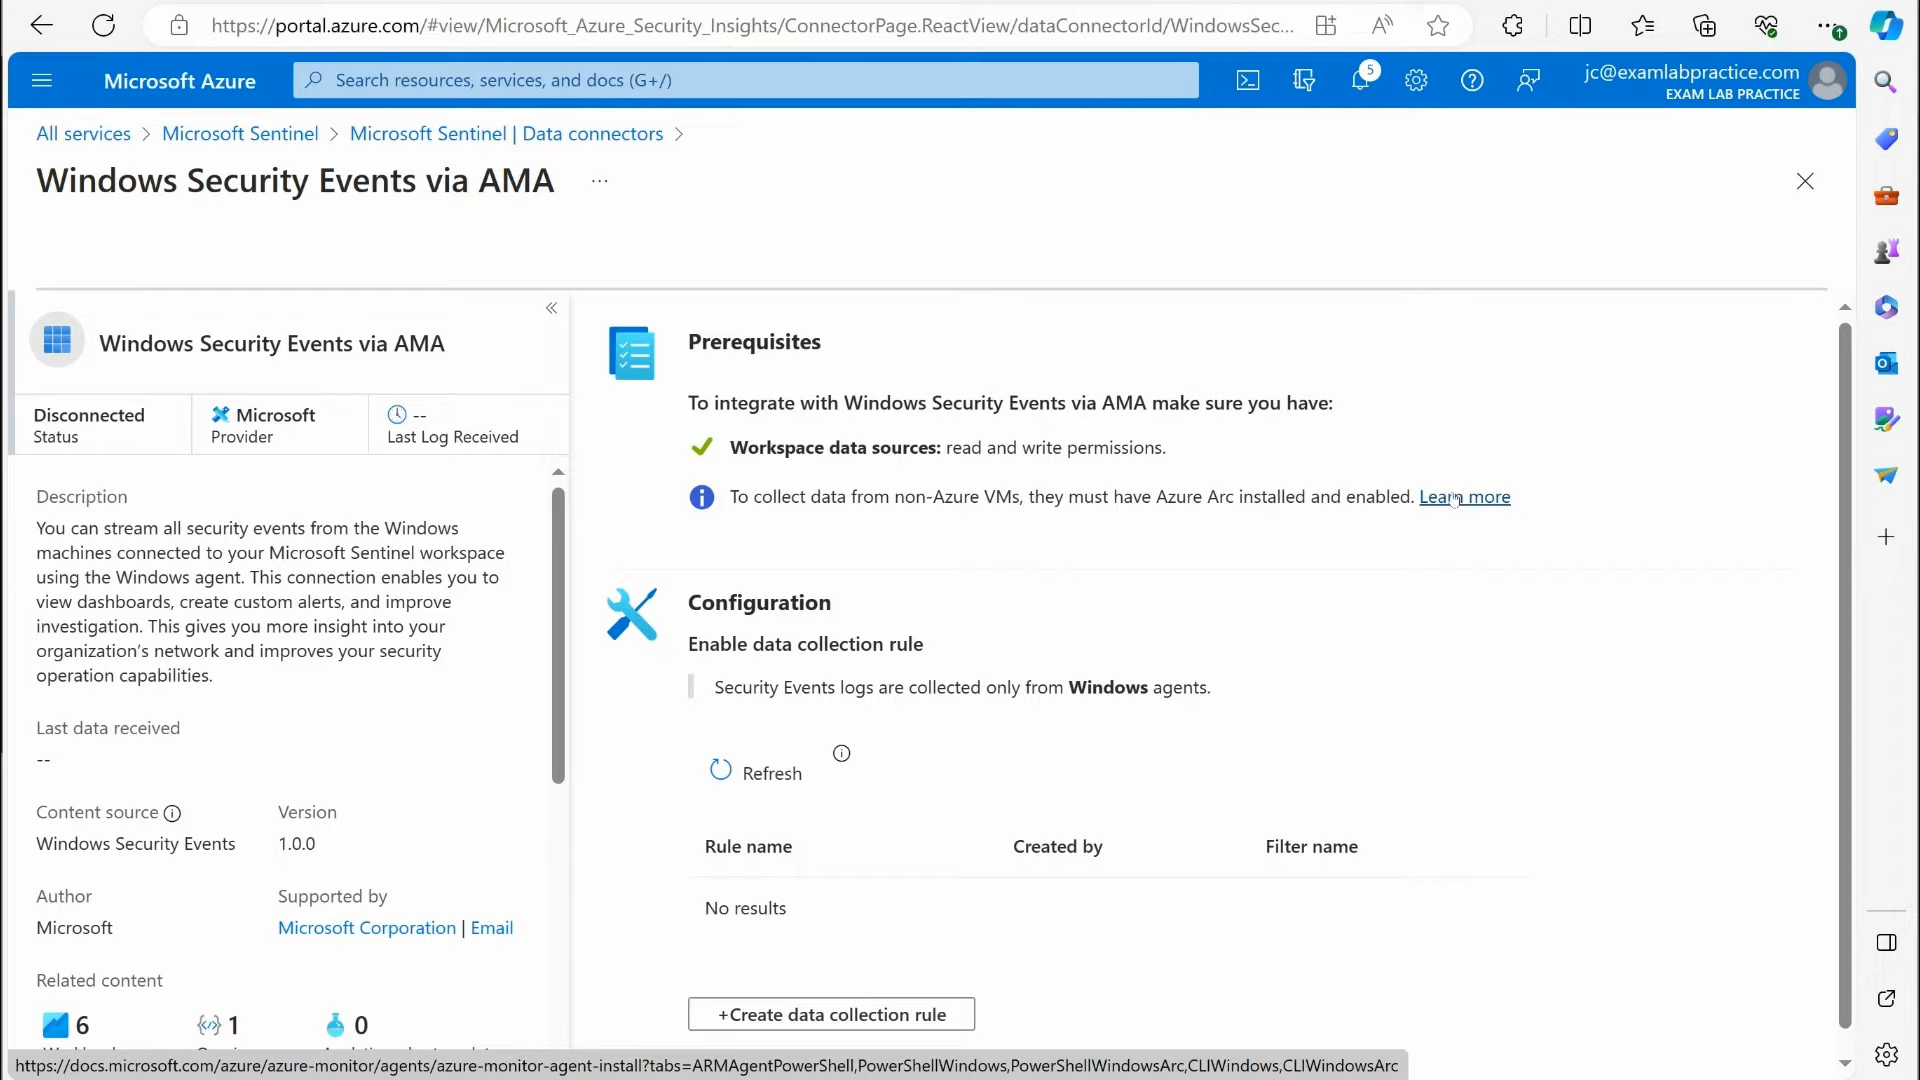 https://portal.azure.com/#view/Microsoft_Azure_Security_Insights/ConnectorPage.ReactView/dataConnectorId/WindowsSec...
Microsoft Azure
Search resources, services, and docs (G+/)
5
jc@examlabpractice.com
EXAM LAB PRACTICE
All services > Microsoft Sentinel > Microsoft Sentinel | Data connectors >
Windows Security Events via AMA ...
Windows Security Events via AMA
Disconnected
Status
Microsoft
Provider
--
Last Log Received
Description
You can stream all security events from the Windows
machines connected to your Microsoft Sentinel workspace
using the Windows agent. This connection enables you to
view dashboards, create custom alerts, and improve
investigation. This gives you more insight into your
organization's network and improves your security
operation capabilities.
Last data received
--
Content source
Version
Windows Security Events
1.0.0
Author
Supported by
Microsoft
Microsoft Corporation | Email
Related content
6
1
0
Prerequisites
To integrate with Windows Security Events via AMA make sure you have:
Workspace data sources: read and write permissions.
To collect data from non-Azure VMs, they must have Azure Arc installed and enabled. Learn more
Configuration
Enable data collection rule
Security Events logs are collected only from Windows agents.
Refresh
Rule name
Created by
Filter name
No results
+Create data collection rule
https://docs.microsoft.com/azure/azure-monitor/agents/azure-monitor-agent-install?tabs=ARMAgentPowerShell,PowerShellWindows,PowerShellWindowsArc,CLIWindows,CLIWindowsArc